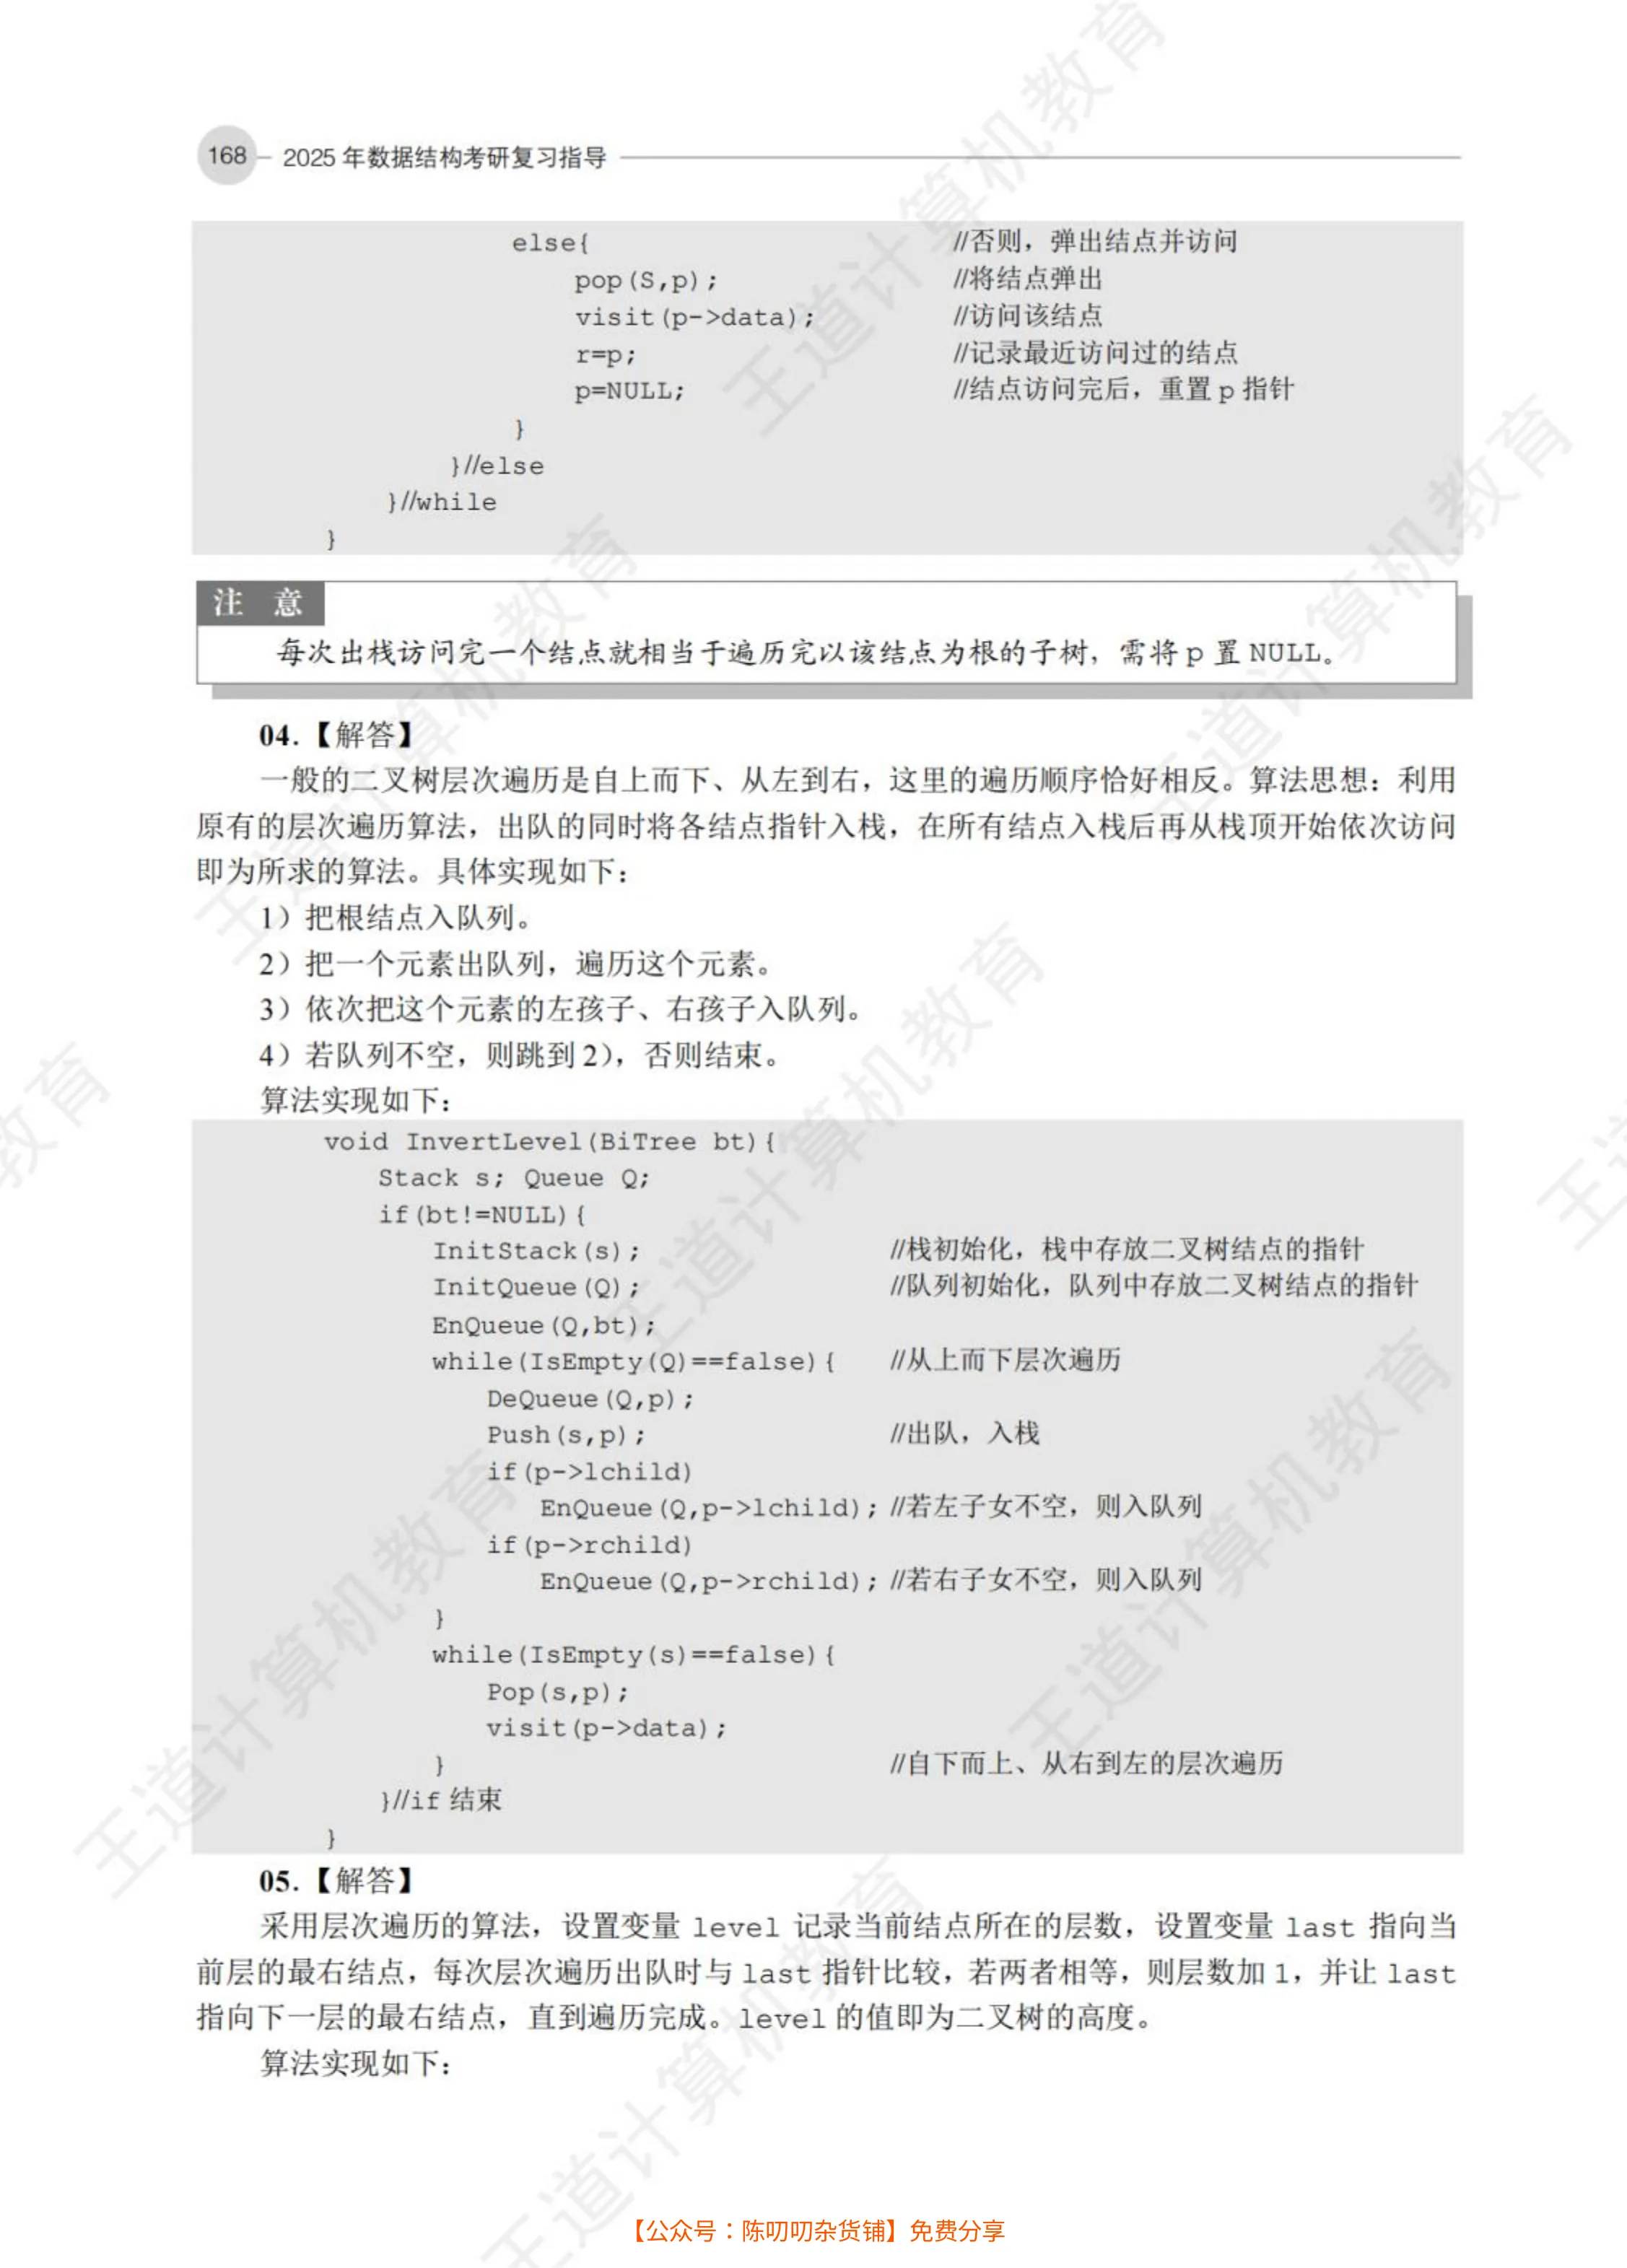 168 2025 年数据结构考研复习指导
else{ //否则，弹出结点并访问
pop(S,p); //将结点弹出
visit(p->data); //访问该结点
r=p; //记录最近访问过的结点
p=NULL; //结点访问完后，重置 p 指针
}
}//else
}//while
}
注 意
每次出栈访问完一个结点就相当于遍历完以该结点为根的子树，需将 p 置 NULL。
04.【解答】
一般的二叉树层次遍历是自上而下、从左到右，这里的遍历顺序恰好相反。算法思想：利用
原有的层次遍历算法，出队的同时将各结点指针入栈，在所有结点入栈后再从栈顶开始依次访问
即为所求的算法。具体实现如下：
1）把根结点入队列。
2）把一个元素出队列，遍历这个元素。
3）依次把这个元素的左孩子、右孩子入队列。
4）若队列不空，则跳到 2），否则结束。
算法实现如下：
void InvertLevel(BiTree bt){
Stack s; Queue Q;
if(bt!=NULL){
InitStack(s); //栈初始化，栈中存放二叉树结点的指针
InitQueue(Q); //队列初始化，队列中存放二叉树结点的指针
EnQueue(Q,bt);
while(IsEmpty(Q)==false){ //从上而下层次遍历
DeQueue(Q,p);
Push(s,p); //出队，入栈
if(p->lchild)
EnQueue(Q,p->lchild); //若左子女不空，则入队列
if(p->rchild)
EnQueue(Q,p->rchild); //若右子女不空，则入队列
}
while(IsEmpty(s)==false){
Pop(s,p);
visit(p->data);
} //自下而上、从右到左的层次遍历
}//if 结束
}
05.【解答】
采用层次遍历的算法，设置变量 level 记录当前结点所在的层数，设置变量 last 指向当
前层的最右结点，每次层次遍历出队时与 last 指针比较，若两者相等，则层数加 1，并让 last
指向下一层的最右结点，直到遍历完成。level 的值即为二叉树的高度。
算法实现如下：
王道计算机教育
【公众号：陈叨叨杂货铺】免费分享